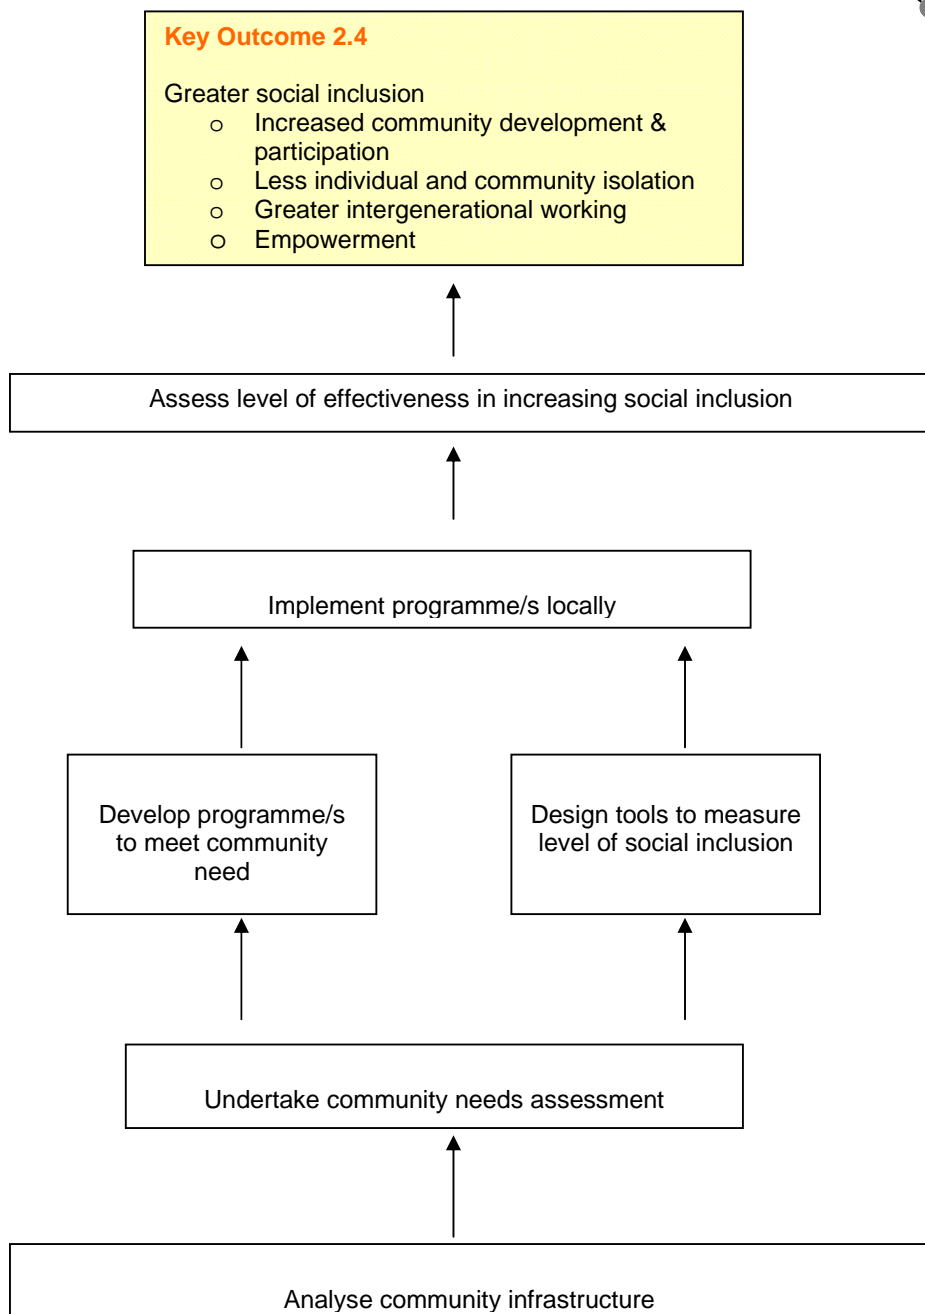 Key Outcome 2.4
Greater social inclusion
o Increased community development &
participation
o Less individual and community isolation
o Greater intergenerational working
o Empowerment
Assess level of effectiveness in increasing social inclusion
Implement programme/s locally
Develop programme/s
to meet community
need
Design tools to measure
level of social inclusion
Undertake community needs assessment
Analyse community infrastructure